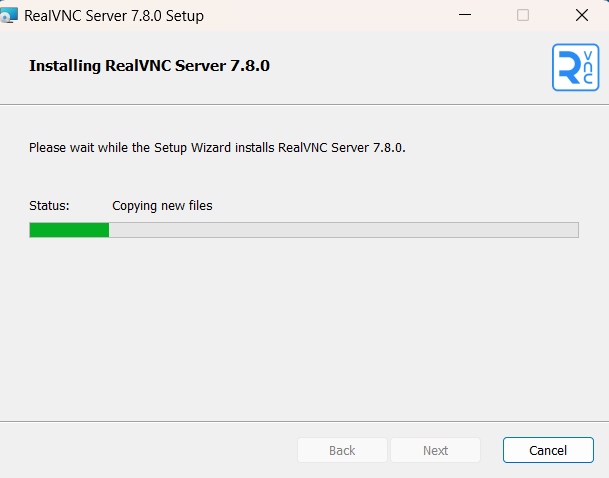 RealVNC Server 7.8.0 Setup
Installing RealVNC Server 7.8.0
R VNC
Please wait while the Setup Wizard installs RealVNC Server 7.8.0.
Status: Copying new files
Back Next Cancel